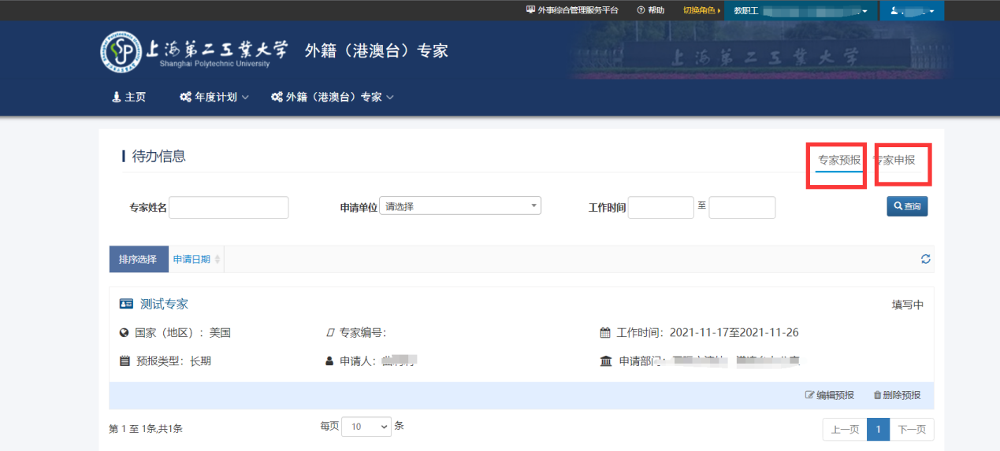 外事综合管理服务平台 帮助 切换角色 教职工
上海第二工业大学 外籍（港澳台）专家
Shanghai Polytechnic University
上海第二工业大学
主页 年度计划 外籍（港澳台）专家
待办信息 专家预报 专家申报
专家姓名 申请单位 请选择 工作时间 至 查询
排序选择 申请日期
测试专家 填写中
国家（地区）：美国 专家编号： 工作时间：2021-11-17至2021-11-26
预报类型：长期 申请人： 申请部门：
编辑预报 删除预报
第 1 至 1条,共1条 每页 10 条 上一页 1 下一页